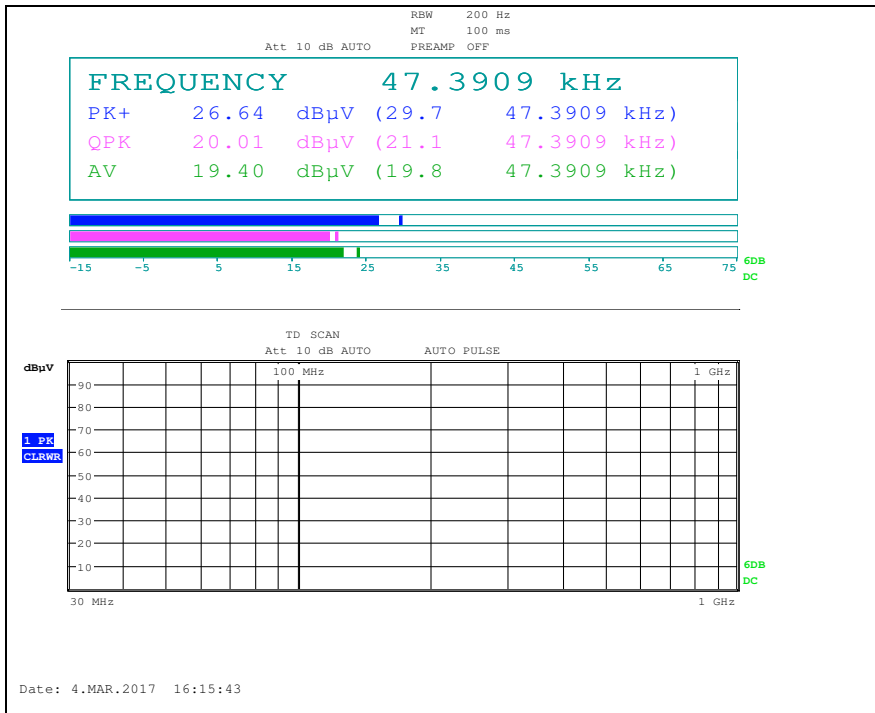 RBW 200 Hz
MT 100 ms
Att 10 dB AUTO PREAMP OFF
FREQUENCY 47.3909 kHz
PK+ 26.64 dBµV (29.7 47.3909 kHz)
QPK 20.01 dBµV (21.1 47.3909 kHz)
AV 19.40 dBµV (19.8 47.3909 kHz)
-15 -5 5 15 25 35 45 55 65 75
6DB
DC
TD SCAN
Att 10 dB AUTO AUTO PULSE
dBµV
100 MHz 1 GHz
90
80
70
1 PK
60
CLRWR
50
40
30
20
10
6DB
DC
30 MHz 1 GHz
Date: 4.MAR.2017 16:15:43